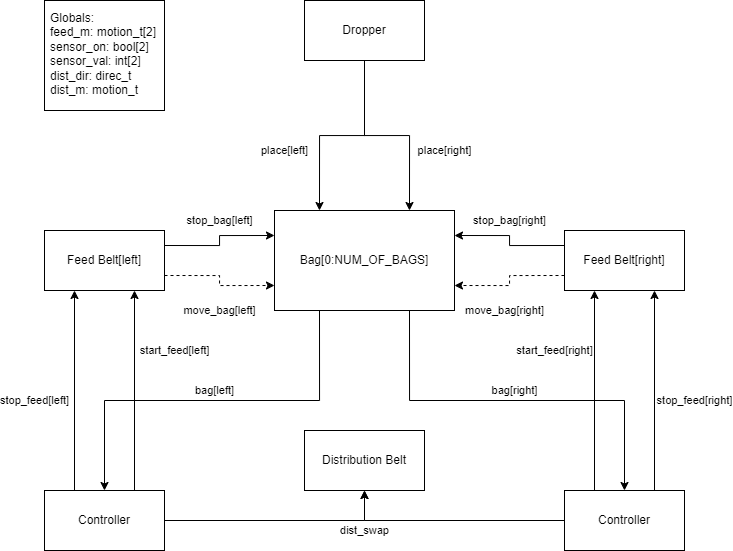 Globals:
feed_m: motion_t[2]
sensor_on: bool[2]
sensor_val: int[2]
dist_dir: direc_t
dist_m: motion_t
Dropper
place[left]
place[right]
stop_bag[left]
stop_bag[right]
Feed Belt[left]
Bag[0:NUM_OF_BAGS]
Feed Belt[right]
move_bag[left]
move_bag[right]
start_feed[left]
start_feed[right]
bag[left]
bag[right]
stop_feed[left]
stop_feed[right]
Distribution Belt
Controller
Controller
dist_swap